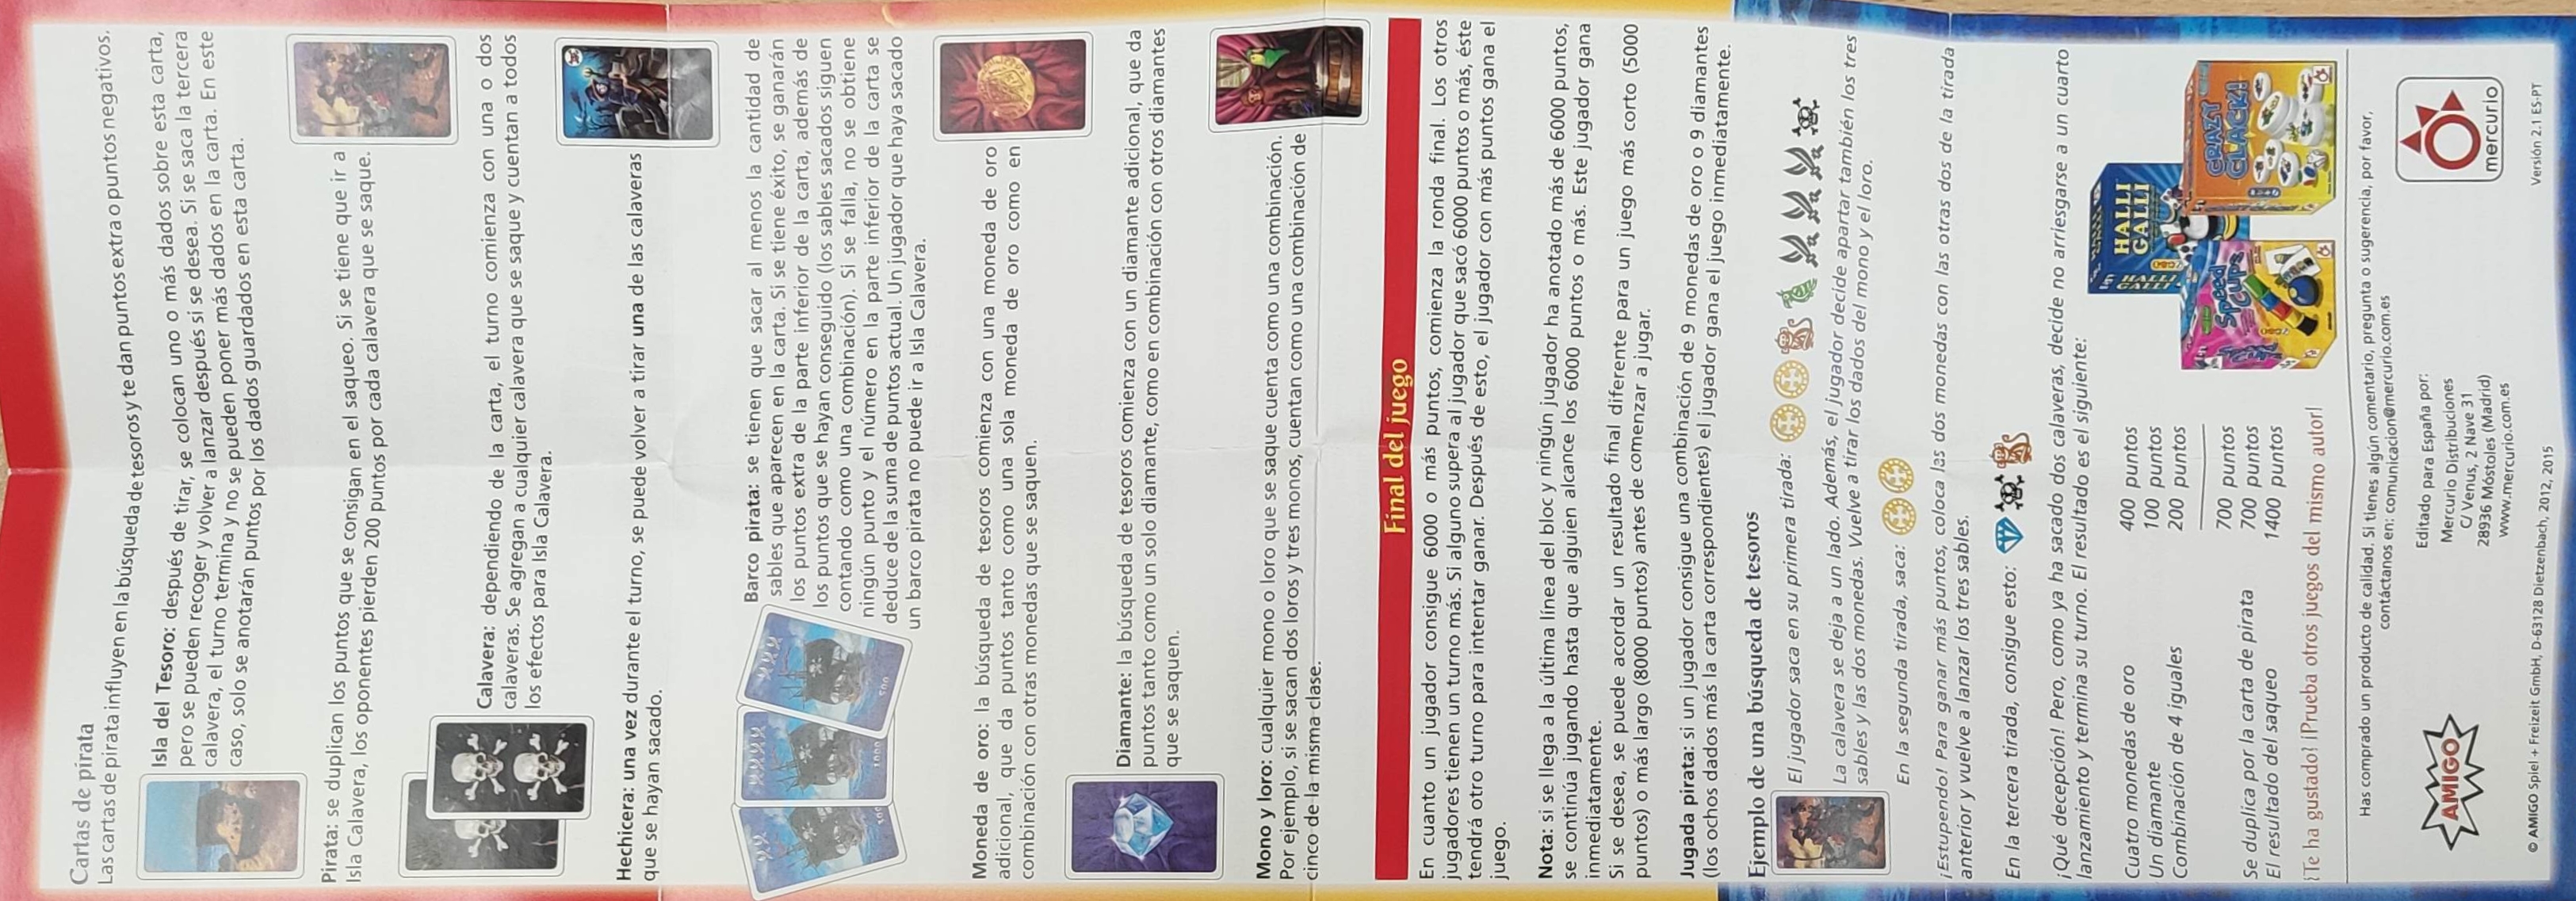 Cartas de pirata
Las cartas de pirata influyen en la búsqueda de tesoros y te dan puntos extra o puntos negativos.
Isla del Tesoro: después de tirar, se colocan uno o más dados sobre esta carta,
pero se pueden recoger y volver a lanzar después si se desea. Si se saca la tercera
calavera, el turno termina y no se pueden poner más dados en la carta. En este
caso, solo se anotarán puntos por los dados guardados en esta carta.
Pirata: se duplican los puntos que se consigan en el saqueo. Si se tiene que ir a
Isla Calavera, los oponentes pierden 200 puntos por cada calavera que se saque.
Calavera: dependiendo de la carta, el turno comienza con una o dos
calaveras. Se agregan a cualquier calavera que se saque y cuentan a todos
los efectos para Isla Calavera.
Hechicera: una vez durante el turno, se puede volver a tirar una de las calaveras
que se hayan sacado.
Barco pirata: se tienen que sacar al menos la cantidad de
sables que aparecen en la carta. Si se tiene éxito, se ganarán
los puntos extra de la parte inferior de la carta, además de
los puntos que se hayan conseguido (los sables sacados siguen
contando como una combinación). Si se falla, no se obtiene
ningún punto y el número en la parte inferior de la carta se
deduce de la suma de puntos actual. Un jugador que haya sacado
un barco pirata no puede ir a Isla Calavera.
1000
500
Moneda de oro: la búsqueda de tesoros comienza con una moneda de oro
adicional, que da puntos tanto como una sola moneda de oro como en
combinación con otras monedas que se saquen.
Diamante: la búsqueda de tesoros comienza con un diamante adicional, que da
puntos tanto como un solo diamante, como en combinación con otros diamantes
que se saquen.
Mono y loro: cualquier mono o loro que se saque cuenta como una combinación.
Por ejemplo, si se sacan dos loros y tres monos, cuentan como una combinación de
cinco de la misma clase.
Final del juego
En cuanto un jugador consigue 6000 o más puntos, comienza la ronda final. Los otros
jugadores tienen un turno más. Si alguno supera al jugador que sacó 6000 puntos o más, éste
tendrá otro turno para intentar ganar. Después de esto, el jugador con más puntos gana el
juego.
Nota: si se llega a la última línea del bloc y ningún jugador ha anotado más de 6000 puntos,
se continúa jugando hasta que alguien alcance los 6000 puntos o más. Este jugador gana
inmediatamente.
Si se desea, se puede acordar un resultado final diferente para un juego más corto (5000
puntos) o más largo (8000 puntos) antes de comenzar a jugar.
Jugada pirata: si un jugador consigue una combinación de 9 monedas de oro o 9 diamantes
(los ochos dados más la carta correspondientes) el jugador gana el juego inmediatamente.
Ejemplo de una búsqueda de tesoros
El jugador saca en su primera tirada:
La calavera se deja a un lado. Además, el jugador decide apartar también los tres
sables y las dos monedas. Vuelve a tirar los dados del mono y el loro.
En la segunda tirada, saca:
¡Estupendo! Para ganar más puntos, coloca las dos monedas con las otras dos de la tirada
anterior y vuelve a lanzar los tres sables.
En la tercera tirada, consigue esto:
¡Qué decepción! Pero, como ya ha sacado dos calaveras, decide no arriesgarse a un cuarto
lanzamiento y termina su turno. El resultado es el siguiente:
Cuatro monedas de oro 400 puntos
Un diamante 100 puntos
Combinación de 4 iguales 200 puntos
700 puntos
Se duplica por la carta de pirata 700 puntos
El resultado del saqueo 1400 puntos
HALLI
GALLI
Speed
Cups
CRAZY
CLACK!
¿Te ha gustado? ¡Prueba otros juegos del mismo autor!
Has comprado un producto de calidad. Si tienes algún comentario, pregunta o sugerencia, por favor,
contáctanos en: comunicacion@mercurio.com.es
AMIGO
Editado para España por:
Mercurio Distribuciones
C/ Venus, 2 Nave 31
28936 Móstoles (Madrid)
www.mercurio.com.es
mercurio
© AMIGO Spiel + Freizeit GmbH, D-63128 Dietzenbach, 2012, 2015
Versión 2.1 ES-PT